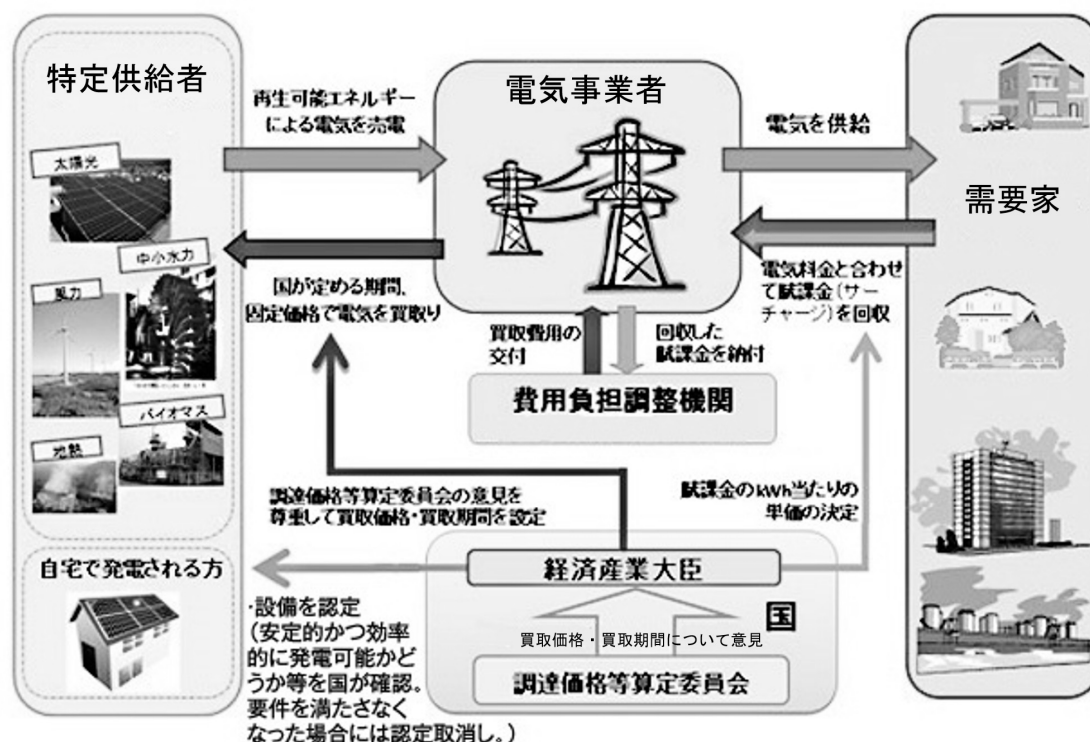 特定供給者
太陽光
中小水力
風力
バイオマス
地熱
自宅で発電される方
再生可能エネルギー
による電気を売電
国が定める期間、
固定価格で電気を買取り
電気事業者
電気を供給
電気料金と合わせ
て賦課金(サー
チャージ)を回収
需要家
買取費用の
交付
回収した
賦課金を納付
費用負担調整機関
調達価格等算定委員会の意見を
尊重して買取価格・買取期間を設定
賦課金のkWh当たりの
単価の決定
経済産業大臣
国
買取価格・買取期間について意見
調達価格等算定委員会
・設備を認定
(安定的かつ効率
的に発電可能かど
うか等を国が確認。
要件を満たさなく
なった場合には認定取消し。)